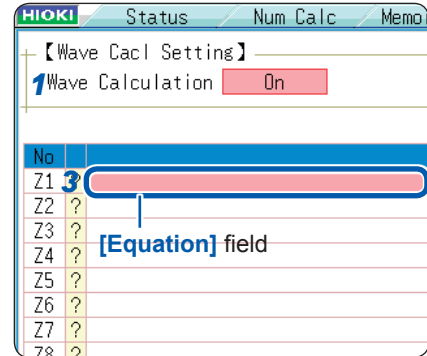 HIOKI Status Num Calc Memo
【Wave Cacl Setting】
1 Wave Calculation On
No
Z1 3
Z2 ?
Z3 ?
[Equation] field
Z4 ?
Z5 ?
Z6 ?
Z7 ?
Z8 ?